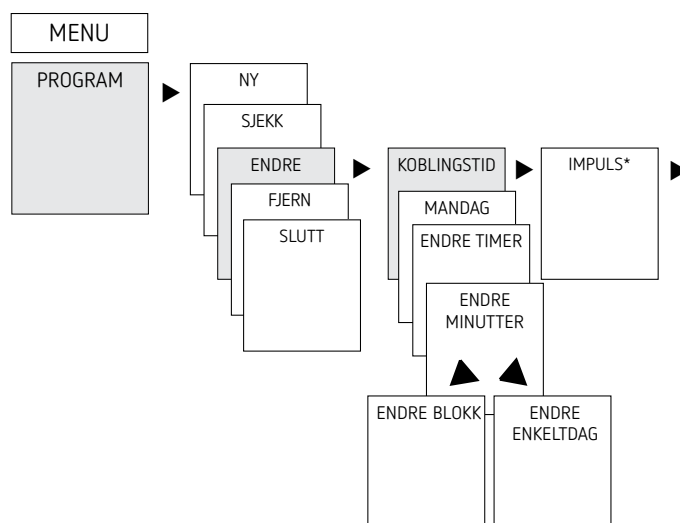 MENU
PROGRAM
NY
SJEKK
ENDRE
FJERN
SLUTT
KOBLINGSTID
MANDAG
ENDRE TIMER
ENDRE
MINUTTER
ENDRE BLOKK
ENDRE
ENKELTDAG
IMPULS*